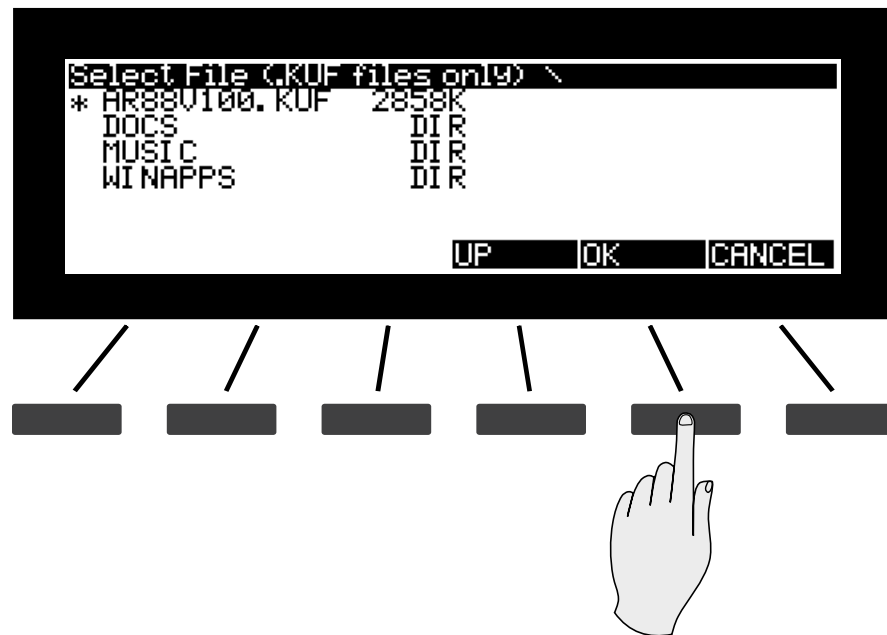 Select File (.KUF files only) \
* AR88V100.KUF 2858K
DOCS DIR
MUSIC DIR
WINAPPS DIR
UP OK CANCEL